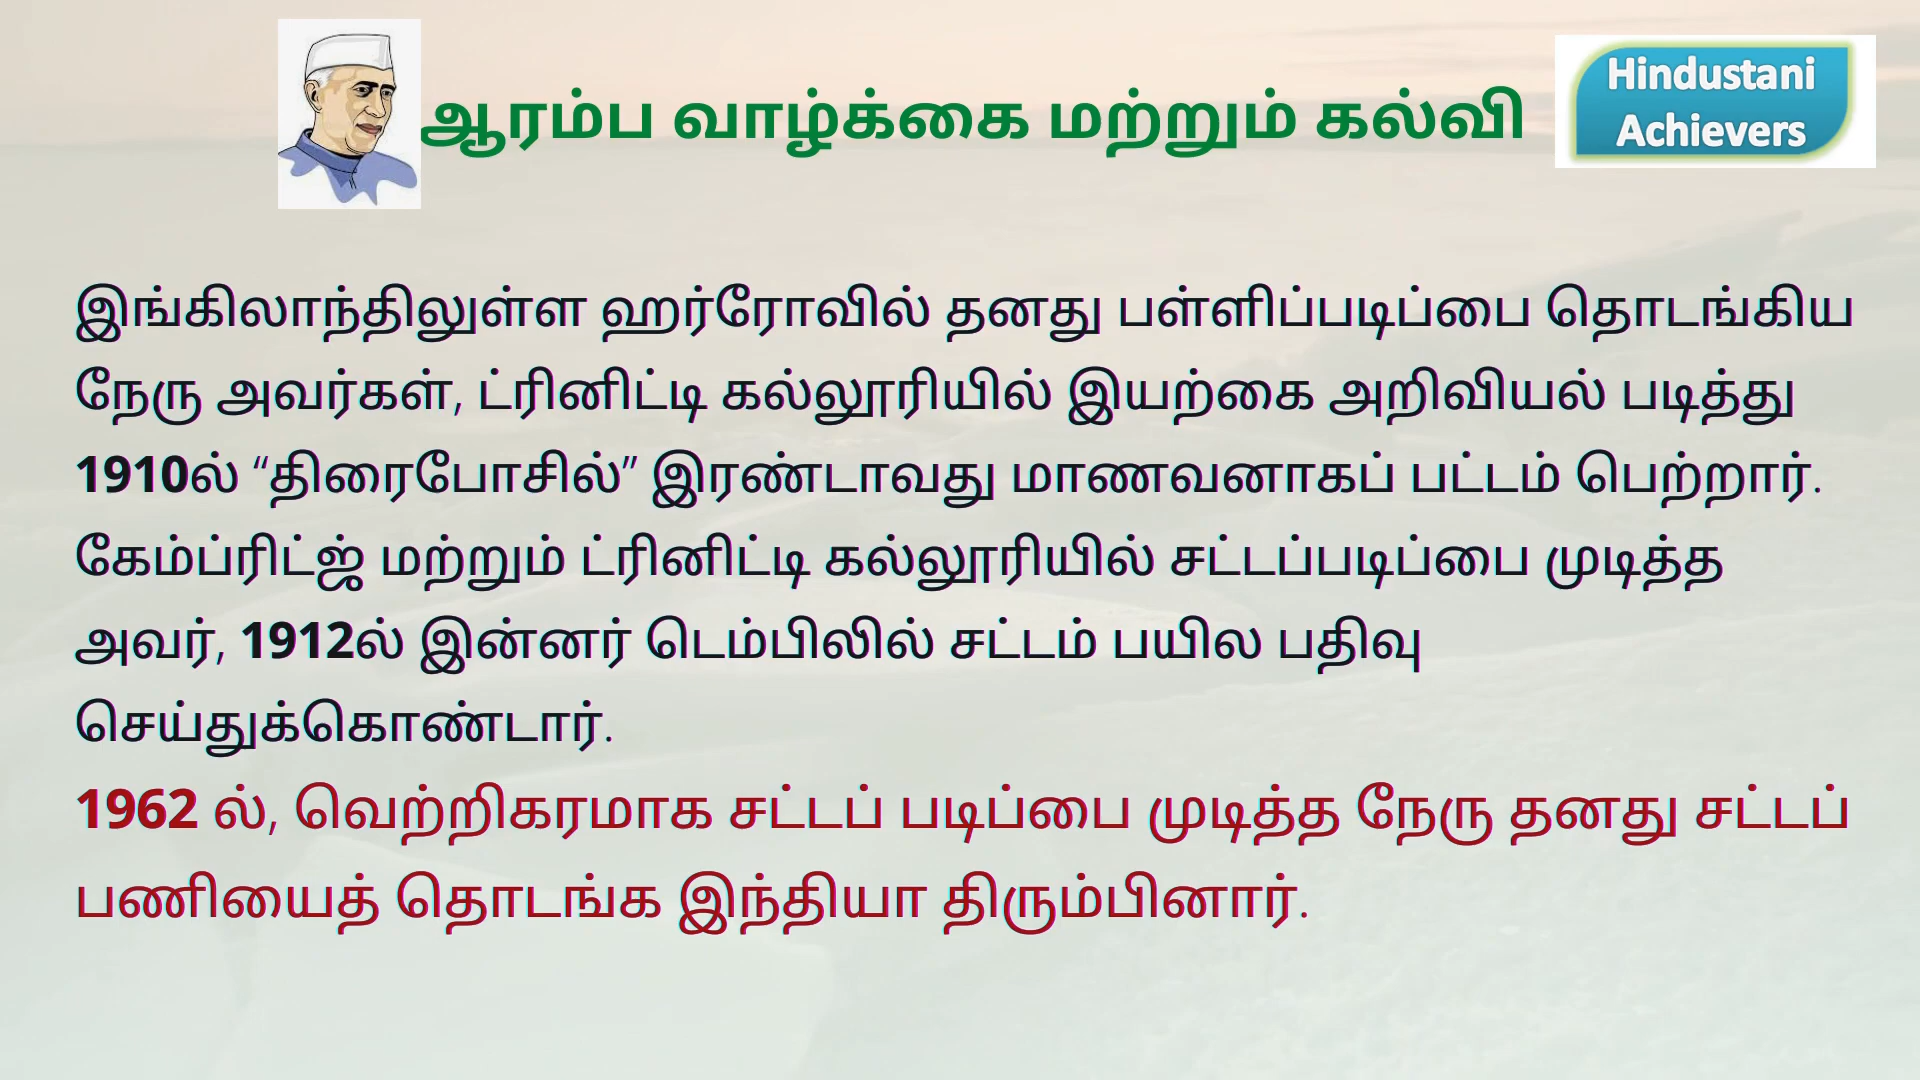 ஆரம்ப வாழ்க்கை மற்றும் கல்வி
Hindustani
Achievers
இங்கிலாந்திலுள்ள ஹர்ரோவில் தனது பள்ளிப்படிப்பை தொடங்கிய
நேரு அவர்கள், ட்ரினிட்டி கல்லூரியில் இயற்கை அறிவியல் படித்து
1910ல் “திரைபோசில்” இரண்டாவது மாணவனாகப் பட்டம் பெற்றார்.
கேம்ப்ரிட்ஜ் மற்றும் ட்ரினிட்டி கல்லூரியில் சட்டப்படிப்பை முடித்த
அவர், 1912ல் இன்னர் டெம்பிலில் சட்டம் பயில பதிவு
செய்துக்கொண்டார்.
1962 ல், வெற்றிகரமாக சட்டப் படிப்பை முடித்த நேரு தனது சட்டப்
பணியைத் தொடங்க இந்தியா திரும்பினார்.